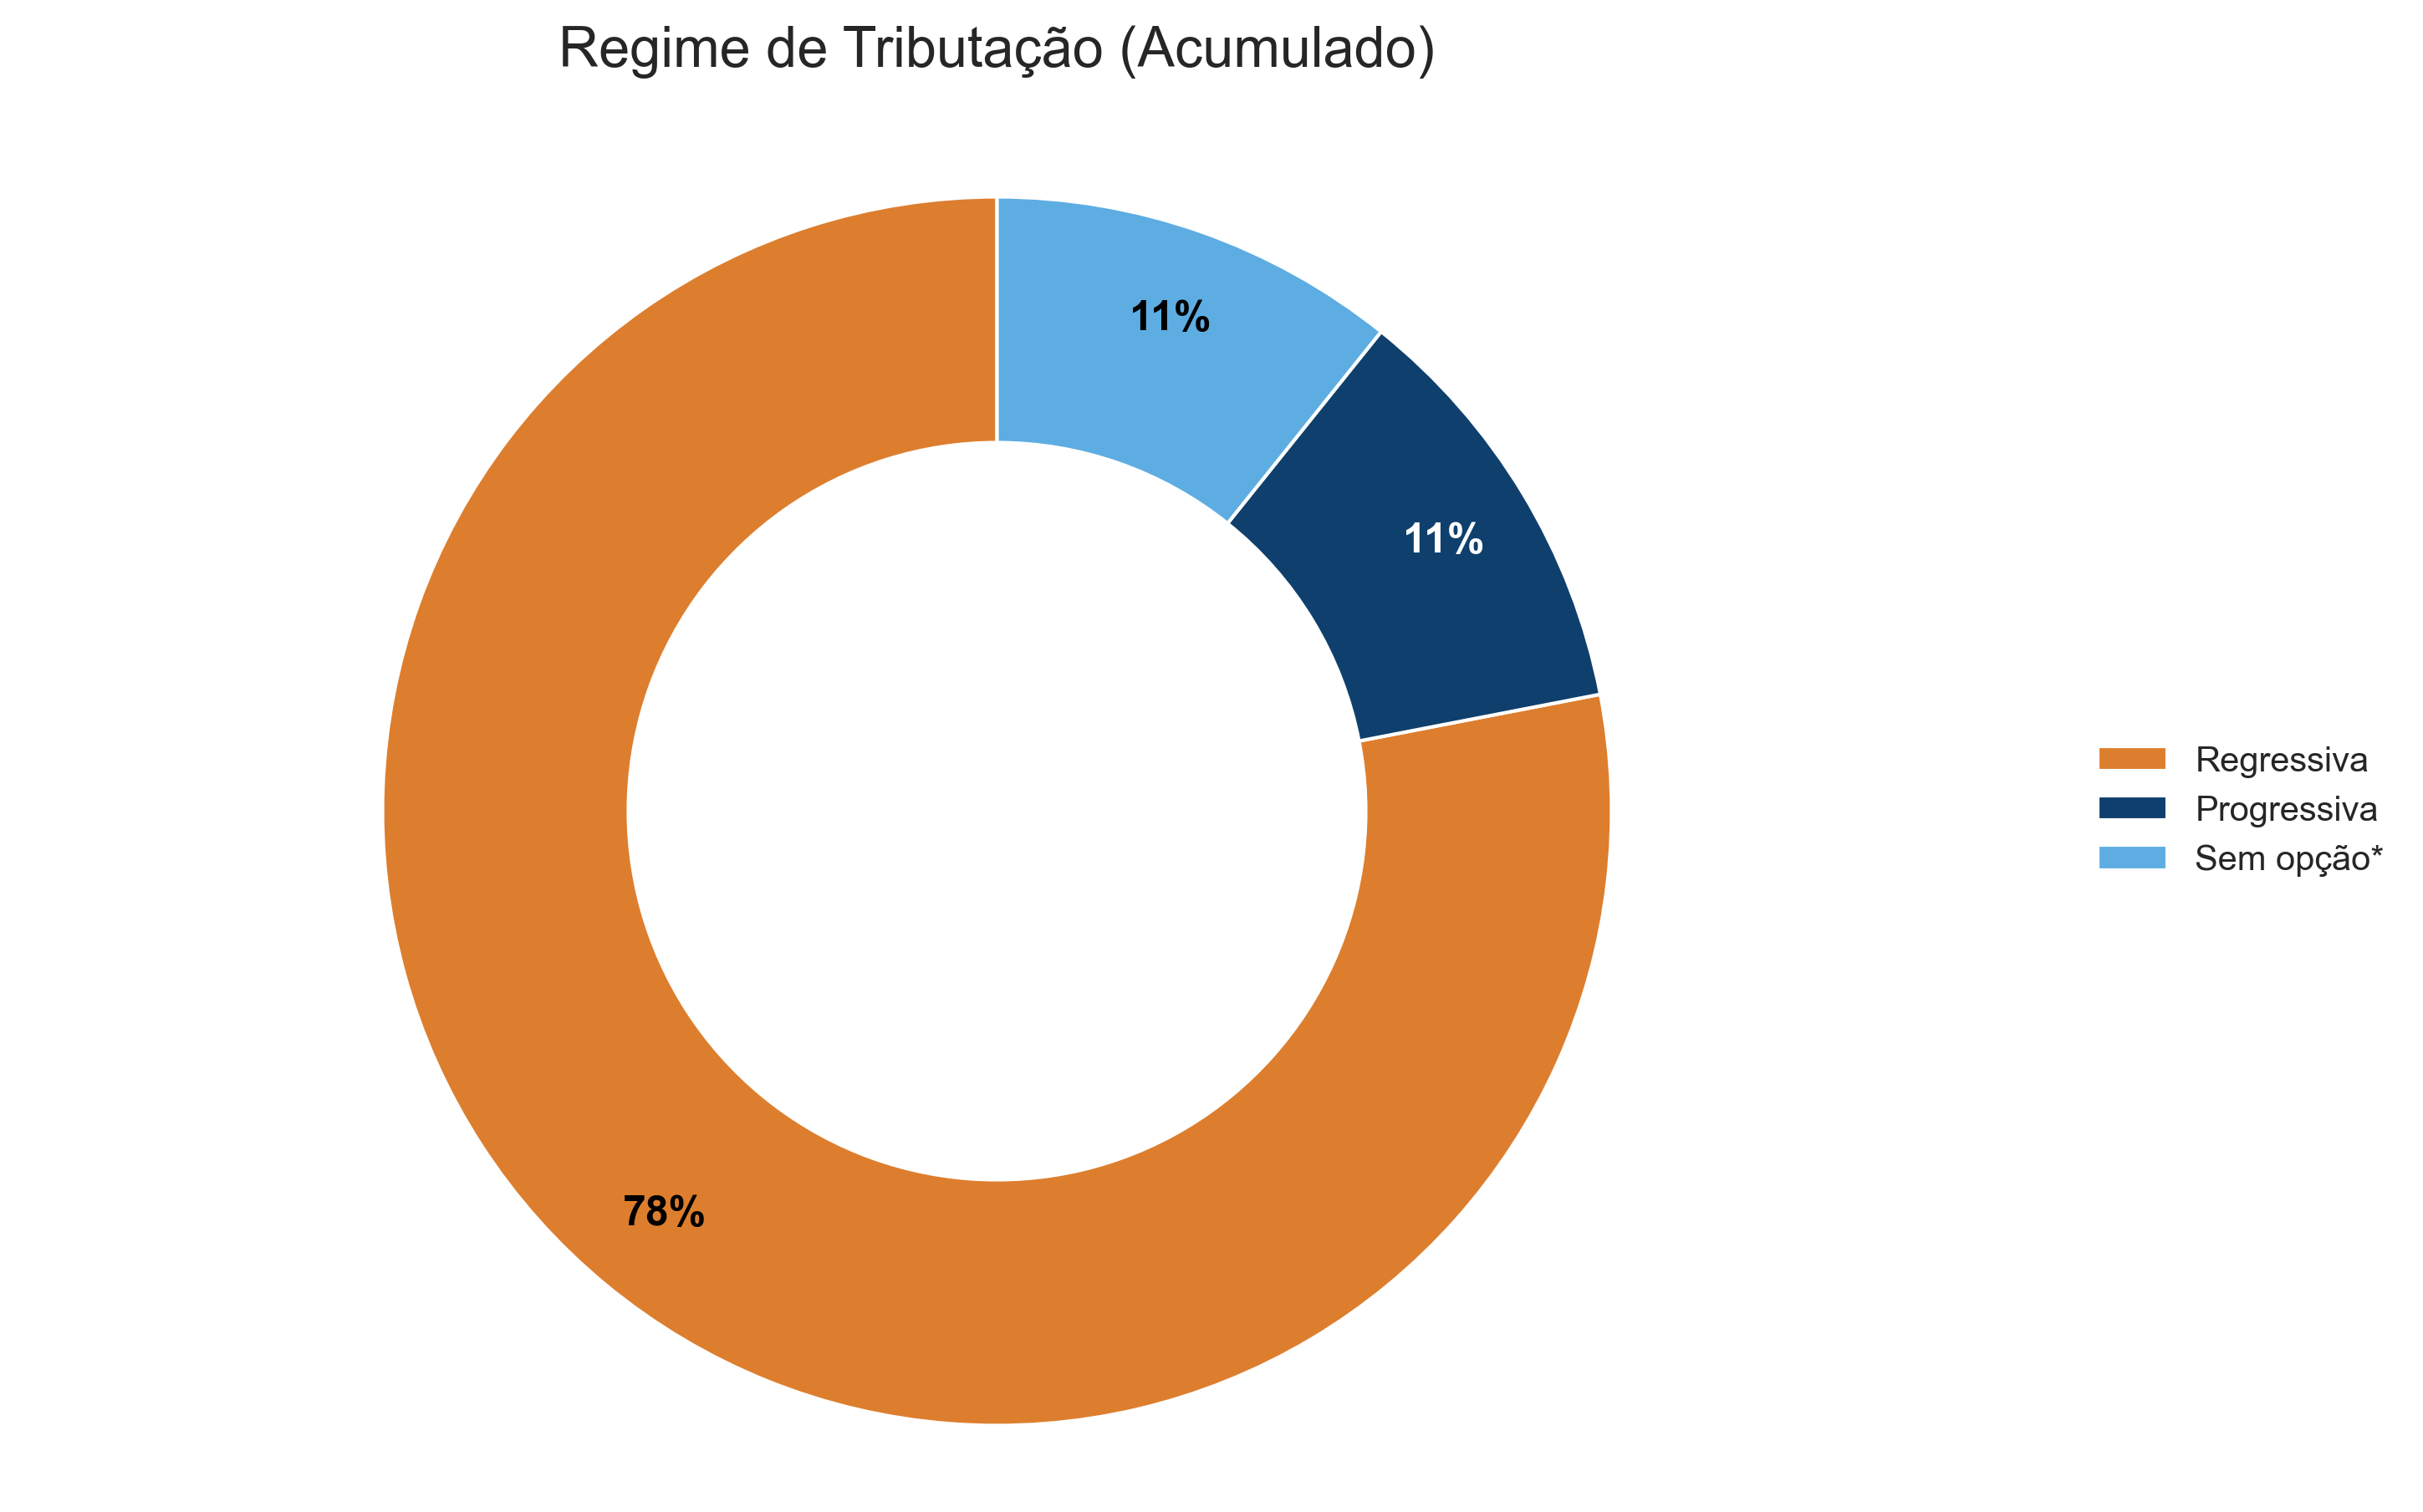 Regime de Tributação (Acumulado)
11%
11%
78%
Regressiva
Progressiva
Sem opção*